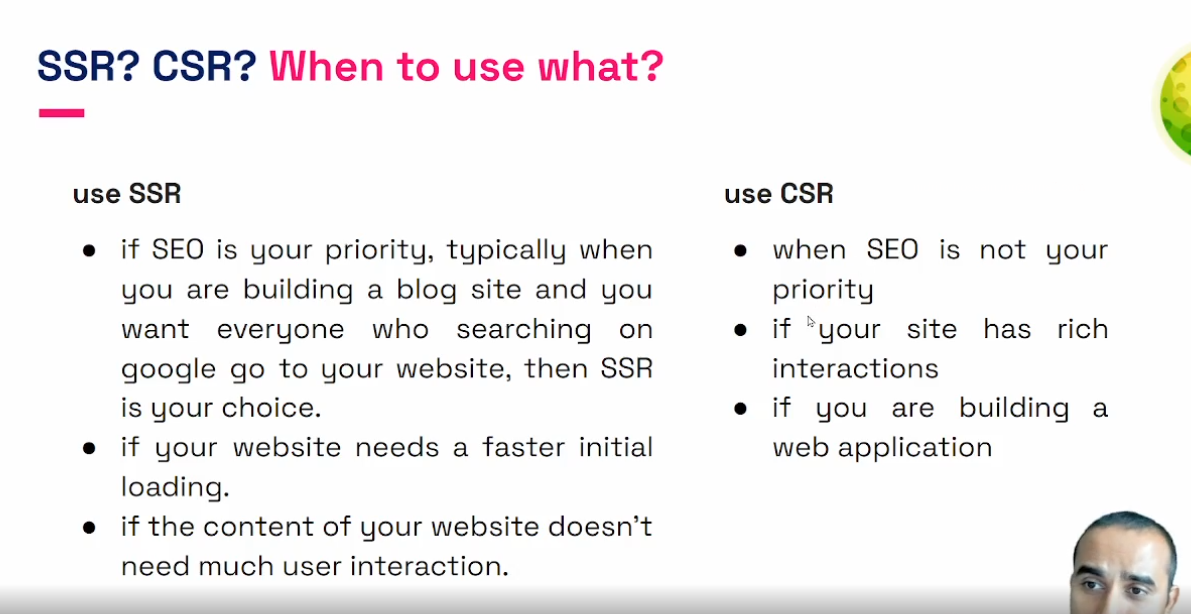 SSR? CSR? When to use what?
use SSR
● if SEO is your priority, typically when
you are building a blog site and you
want everyone who searching on
google go to your website, then SSR
is your choice.
● if your website needs a faster initial
loading.
● if the content of your website doesn't
need much user interaction.
use CSR
● when SEO is not your
priority
● if your site has rich
interactions
● if you are building a
web application